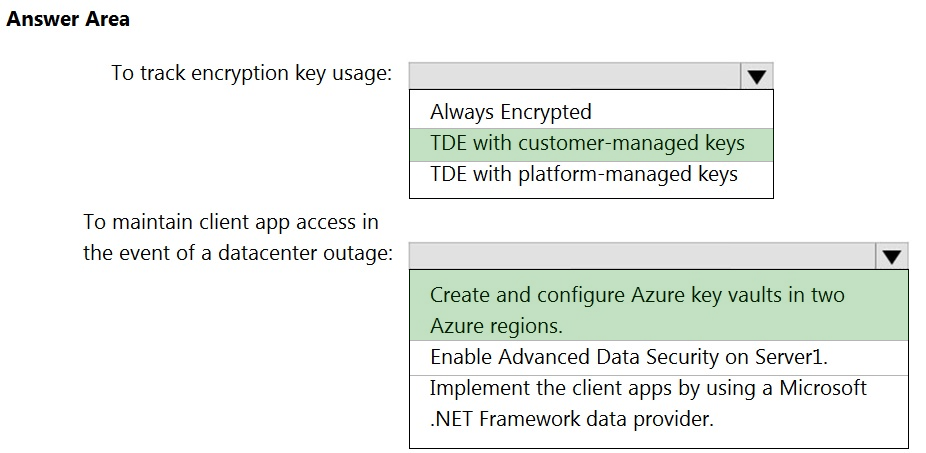 Answer Area
To track encryption key usage:
Always Encrypted
TDE with customer-managed keys
TDE with platform-managed keys
To maintain client app access in
the event of a datacenter outage:
Create and configure Azure key vaults in two
Azure regions.
Enable Advanced Data Security on Server1.
Implement the client apps by using a Microsoft
.NET Framework data provider.